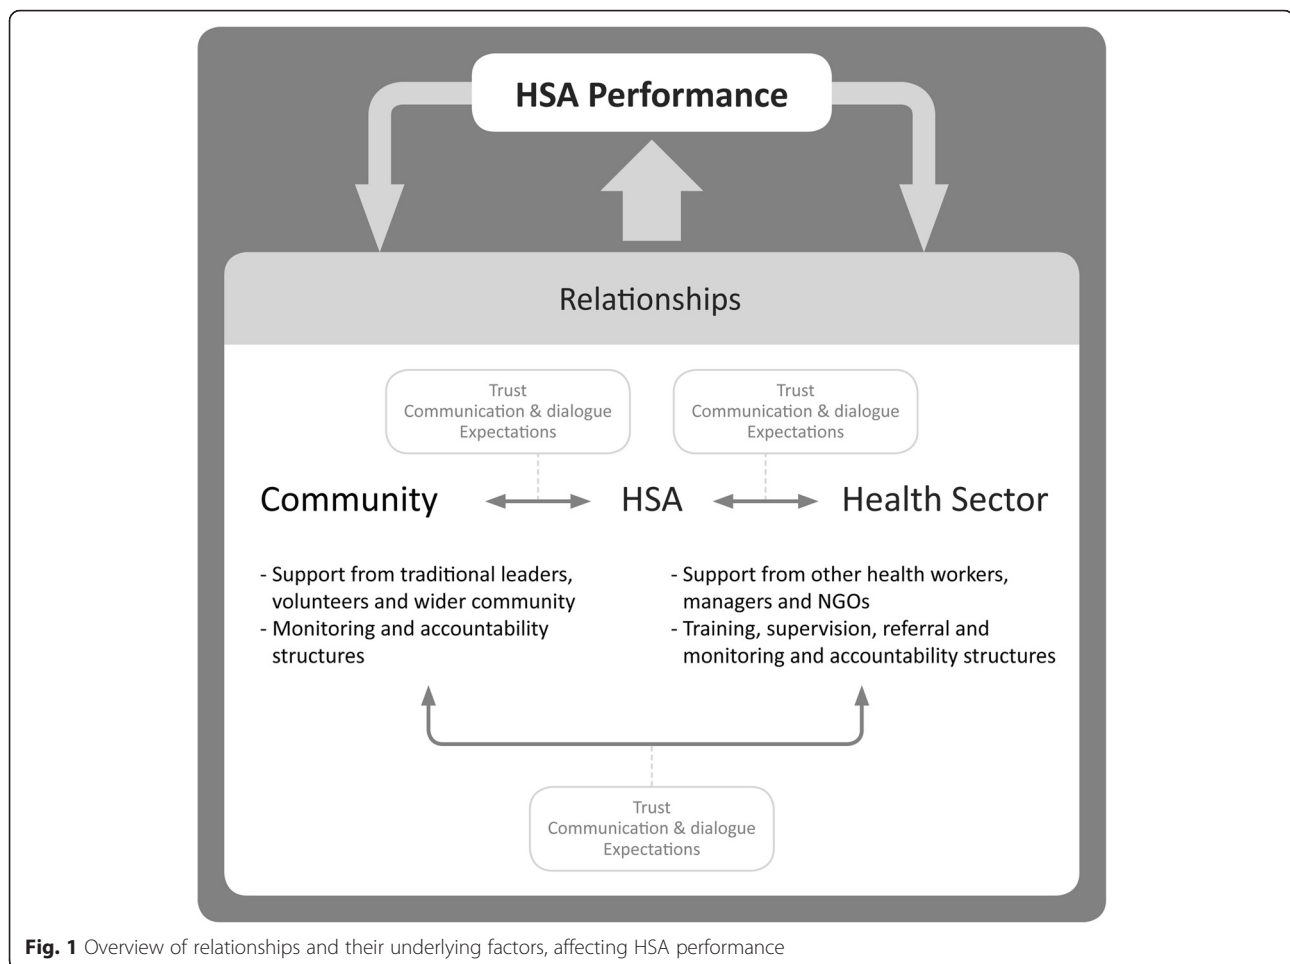 HSA Performance
Relationships
Trust
Communication & dialogue
Expectations
Trust
Communication & dialogue
Expectations
Community
HSA
Health Sector
- Support from traditional leaders,
volunteers and wider community
- Monitoring and accountability
structures
- Support from other health workers,
managers and NGOs
- Training, supervision, referral and
monitoring and accountability structures
Trust
Communication & dialogue
Expectations
Fig. 1 Overview of relationships and their underlying factors, affecting HSA performance